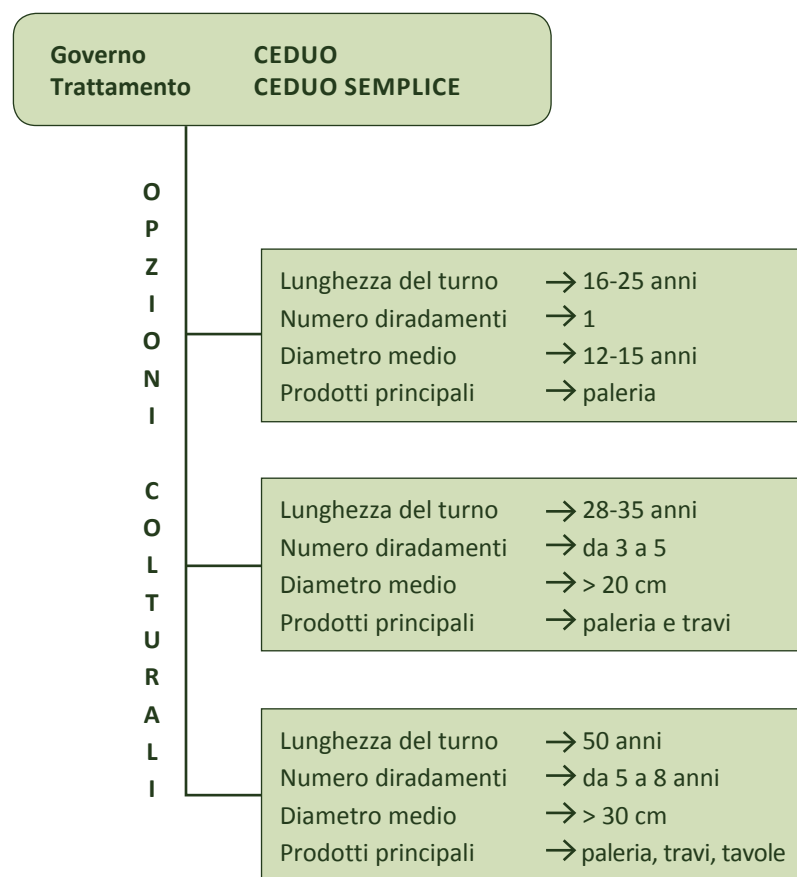 Governo CEDUO
Trattamento CEDUO SEMPLICE
OPZIONI COLTURALI
Lunghezza del turno → 16-25 anni
Numero diradamenti → 1
Diametro medio → 12-15 anni
Prodotti principali → paleria
Lunghezza del turno → 28-35 anni
Numero diradamenti → da 3 a 5
Diametro medio → > 20 cm
Prodotti principali → paleria e travi
Lunghezza del turno → 50 anni
Numero diradamenti → da 5 a 8 anni
Diametro medio → > 30 cm
Prodotti principali → paleria, travi, tavole